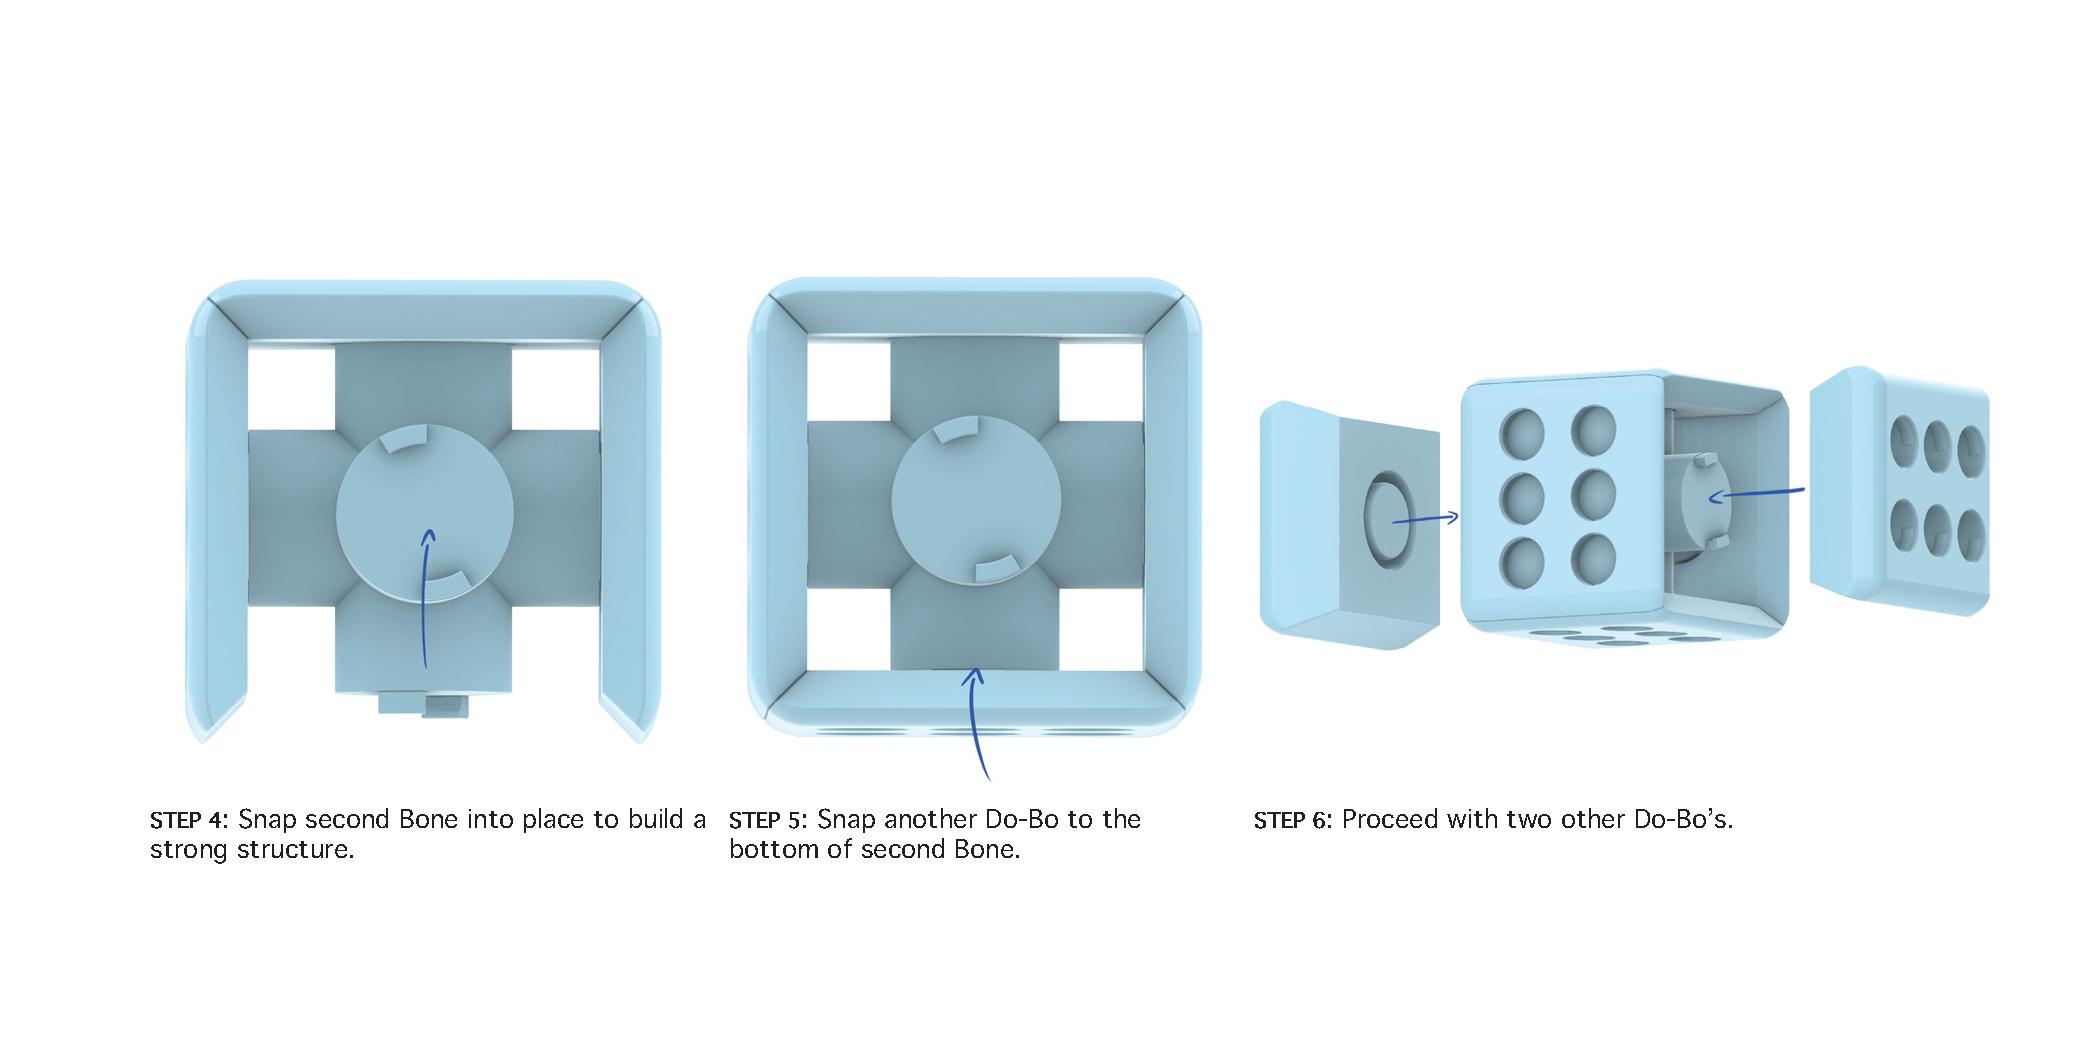 STEP 4: Snap second Bone into place to build a
strong structure.
STEP 5: Snap another Do-Bo to the
bottom of second Bone.
STEP 6: Proceed with two other Do-Bo’s.